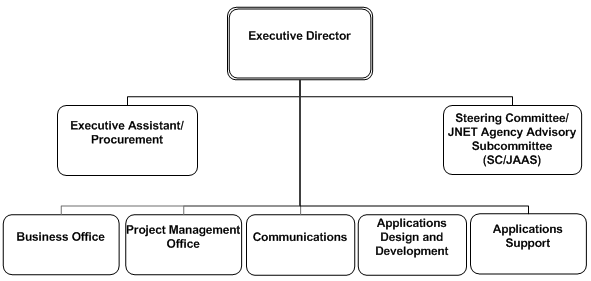 Executive Director
Executive Assistant/
Procurement
Steering Committee/
JNET Agency Advisory
Subcommittee
(SC/JAAS)
Business Office
Project Management
Office
Communications
Applications
Design and
Development
Applications
Support